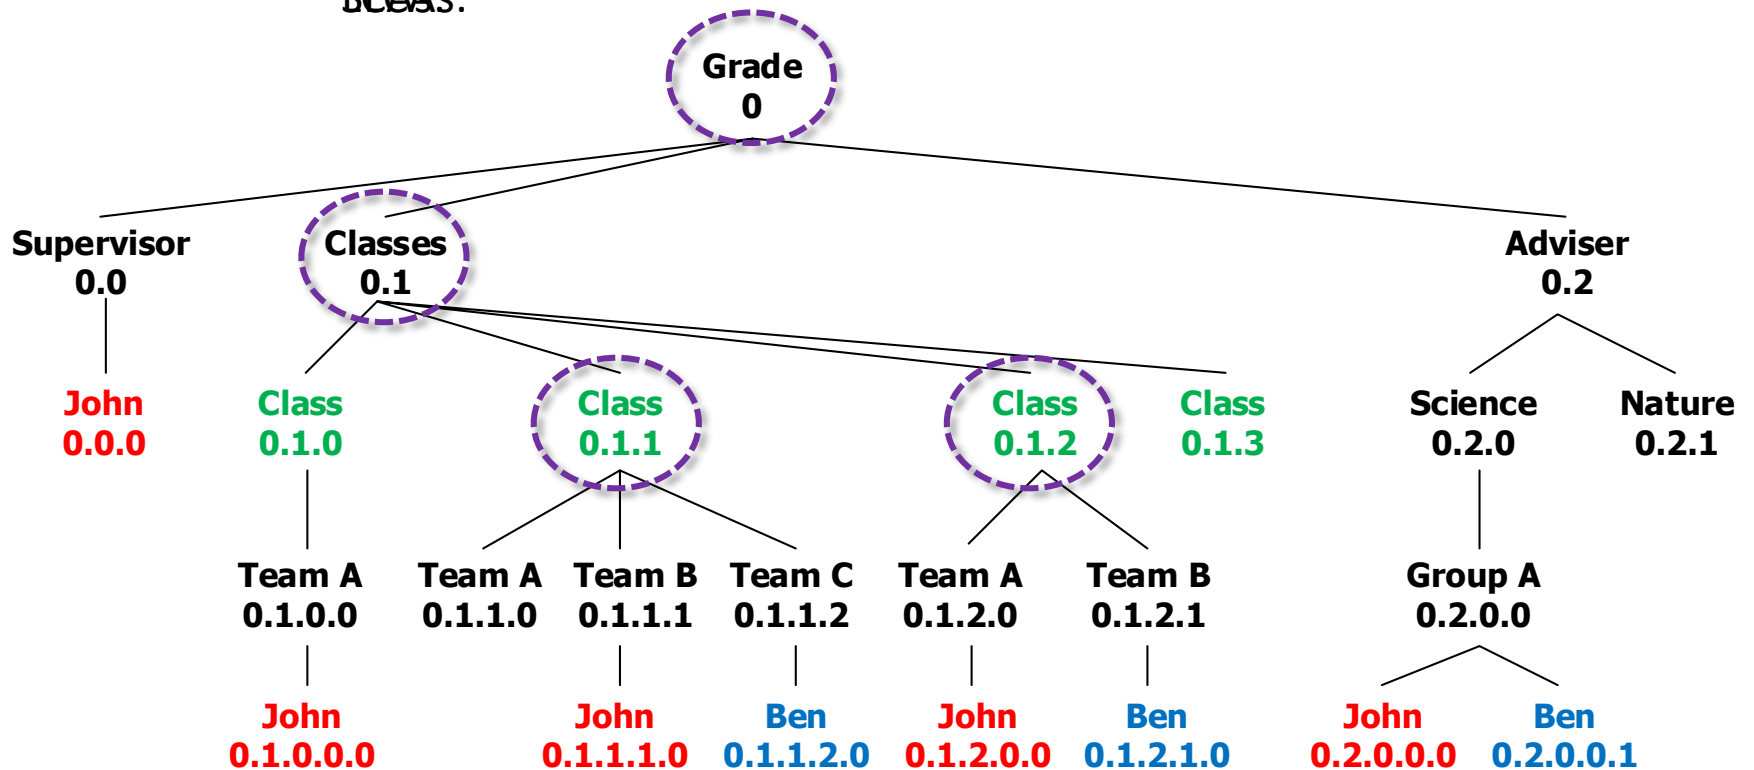 Grade
0
Supervisor
0.0
Classes
0.1
Adviser
0.2
John
0.0.0
Class
0.1.0
Class
0.1.1
Class
0.1.2
Class
0.1.3
Science
0.2.0
Nature
0.2.1
Team A
0.1.0.0
Team A
0.1.1.0
Team B
0.1.1.1
Team C
0.1.1.2
Team A
0.1.2.0
Team B
0.1.2.1
Group A
0.2.0.0
John
0.1.0.0.0
John
0.1.1.1.0
Ben
0.1.1.2.0
John
0.1.2.0.0
Ben
0.1.2.1.0
John
0.2.0.0.0
Ben
0.2.0.0.1